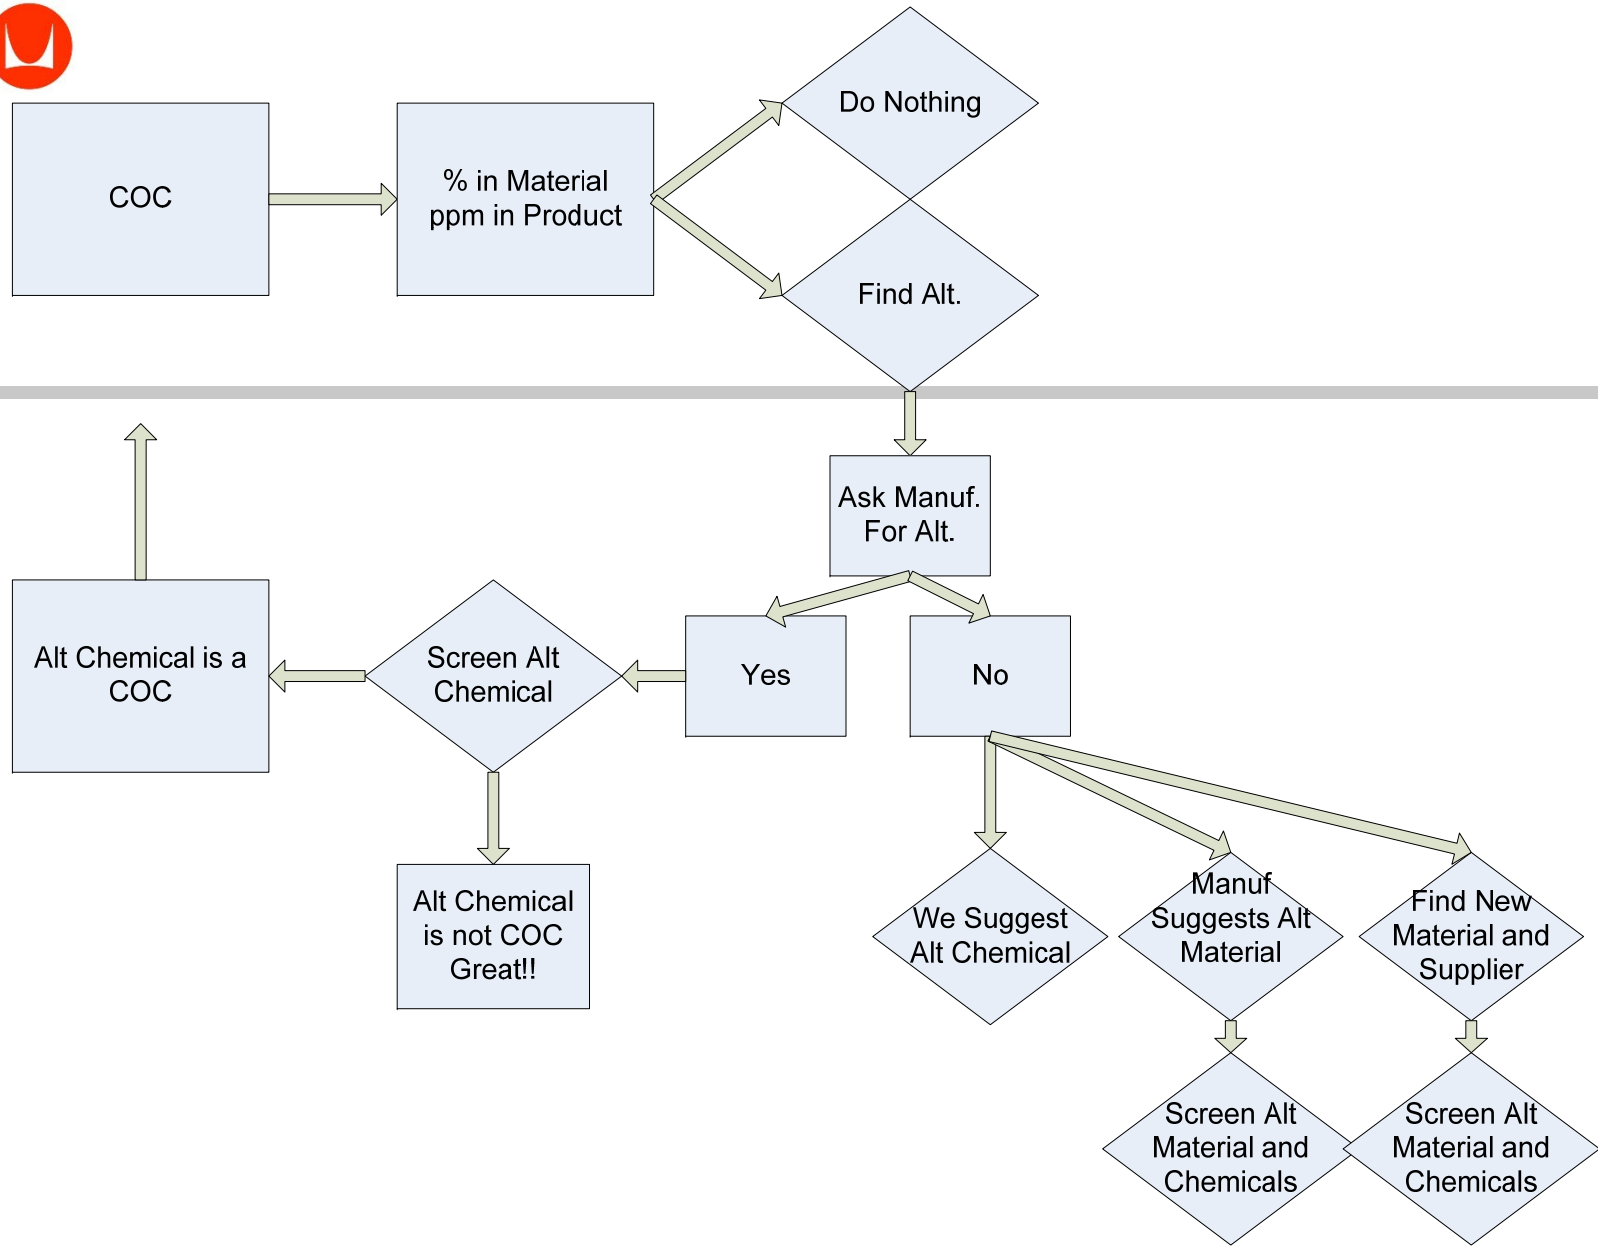 Do Nothing
COC
% in Material
ppm in Product
Find Alt.
Ask Manuf.
For Alt.
Alt Chemical is a
COC
Screen Alt
Chemical
Yes
No
Alt Chemical
is not COC
Great!!
We Suggest
Alt Chemical
Manuf
Suggests Alt
Material
Find New
Material and
Supplier
Screen Alt
Material and
Chemicals
Screen Alt
Material and
Chemicals